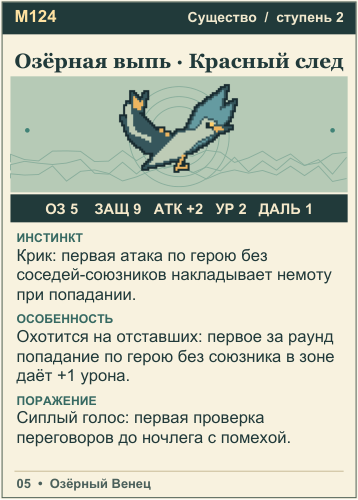 M124 Существо / ступень 2
Озёрная выпь · Красный след
ОЗ 5 ЗАЩ 9 АТК +2 УР 2 ДАЛЬ 1
ИНСТИНКТ
Крик: первая атака по герою без
соседей-союзников накладывает немоту
при попадании.
ОСОБЕННОСТЬ
Охотится на отставших: первое за раунд
попадание по герою без союзника в зоне
даёт +1 урона.
ПОРАЖЕНИЕ
Сиплый голос: первая проверка
переговоров до ночлега с помехой.
05 • Озёрный Венец